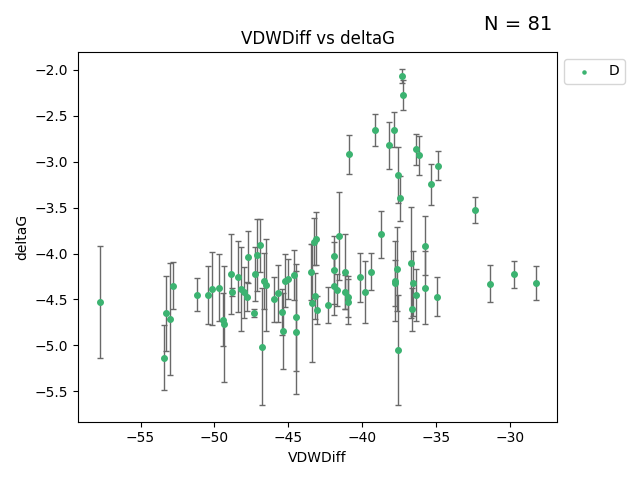 N = 81
VDWDiff vs deltaG
D
deltaG
−2.0
−2.5
−3.0
−3.5
−4.0
−4.5
−5.0
−5.5
−55 −50 −45 −40 −35 −30
VDWDiff